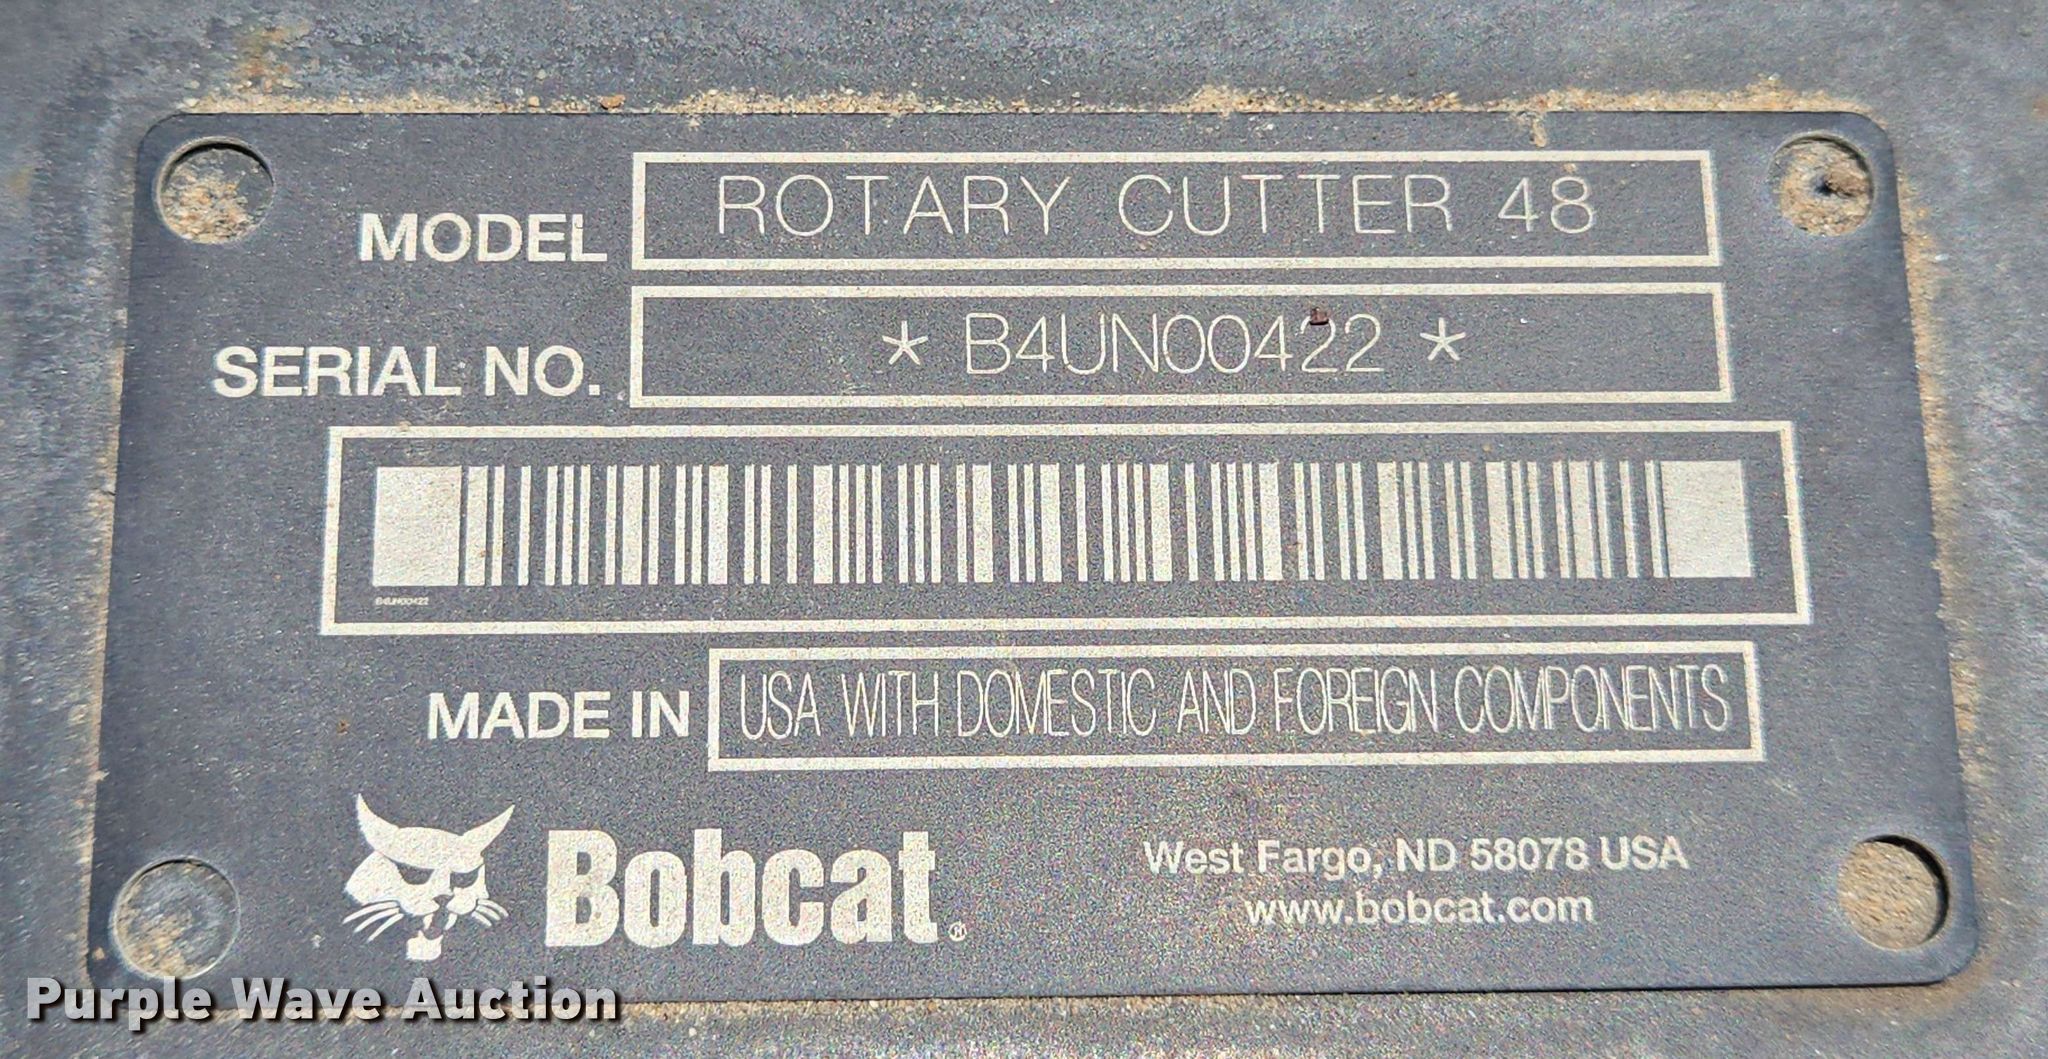 MODEL ROTARY CUTTER 48
SERIAL NO. * B4UN00422 *
B4UN00422
MADE IN USA WITH DOMESTIC AND FOREIGN COMPONENTS
Bobcat®
West Fargo, ND 58078 USA
www.bobcat.com
Purple Wave Auction